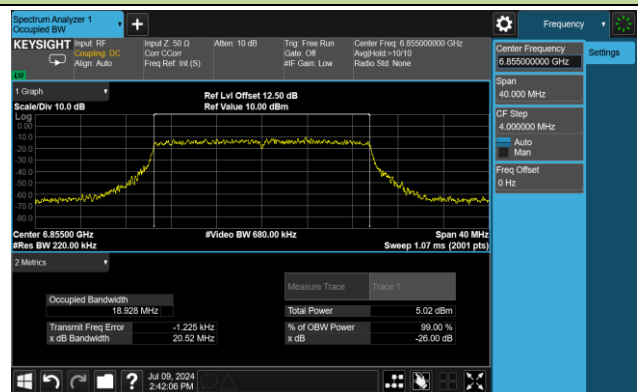 Spectrum Analyzer 1
Occupied BW
Frequency
KEYSIGHT
Input: RF
Coupling: DC
Align: Auto
Input Z: 50 Ω
Corr CCorr
Freq Ref: Int (S)
Atten: 10 dB
Trig: Free Run
Gate: Off
#IF Gain: Low
Center Freq: 6.855000000 GHz
Avg|Hold:>10/10
Radio Std: None
Center Frequency
6.855000000 GHz
Settings
Span
40.000 MHz
CF Step
4.000000 MHz
Auto
Man
Freq Offset
0 Hz
1 Graph
Scale/Div 10.0 dB
Ref Lvl Offset 12.50 dB
Ref Value 10.00 dBm
Log
0.00
-10.0
-20.0
-30.0
-40.0
-50.0
-60.0
-70.0
-80.0
Center 6.85500 GHz
#Res BW 220.00 kHz
#Video BW 680.00 kHz
Span 40 MHz
Sweep 1.07 ms (2001 pts)
2 Metrics
Measure Trace
Trace 1
Occupied Bandwidth
18.928 MHz
Total Power
5.02 dBm
Transmit Freq Error
-1.225 kHz
% of OBW Power
99.00 %
x dB Bandwidth
20.52 MHz
x dB
-26.00 dB
?
Jul 09, 2024
2:42:06 PM